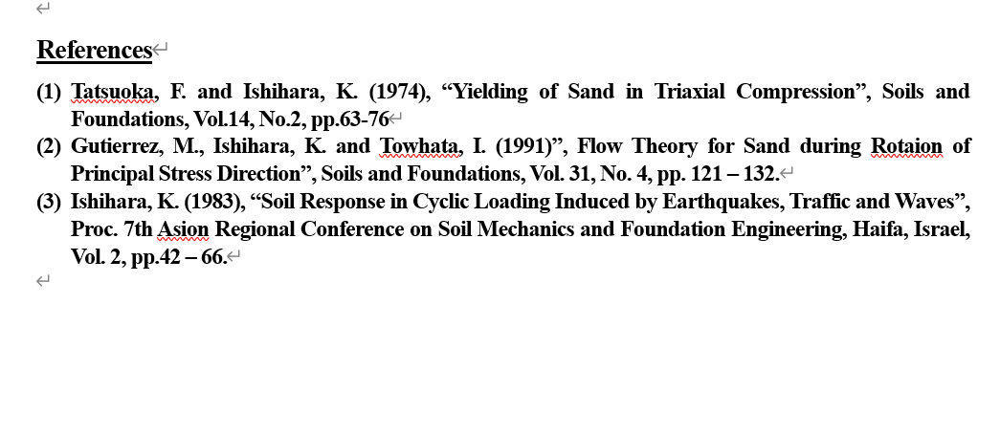 References
(1) Tatsuoka, F. and Ishihara, K. (1974), “Yielding of Sand in Triaxial Compression”, Soils and
Foundations, Vol.14, No.2, pp.63-76
(2) Gutierrez, M., Ishihara, K. and Towhata, I. (1991)”, Flow Theory for Sand during Rotaion of
Principal Stress Direction”, Soils and Foundations, Vol. 31, No. 4, pp. 121 – 132.
(3) Ishihara, K. (1983), “Soil Response in Cyclic Loading Induced by Earthquakes, Traffic and Waves”,
Proc. 7th Asion Regional Conference on Soil Mechanics and Foundation Engineering, Haifa, Israel,
Vol. 2, pp.42 – 66.